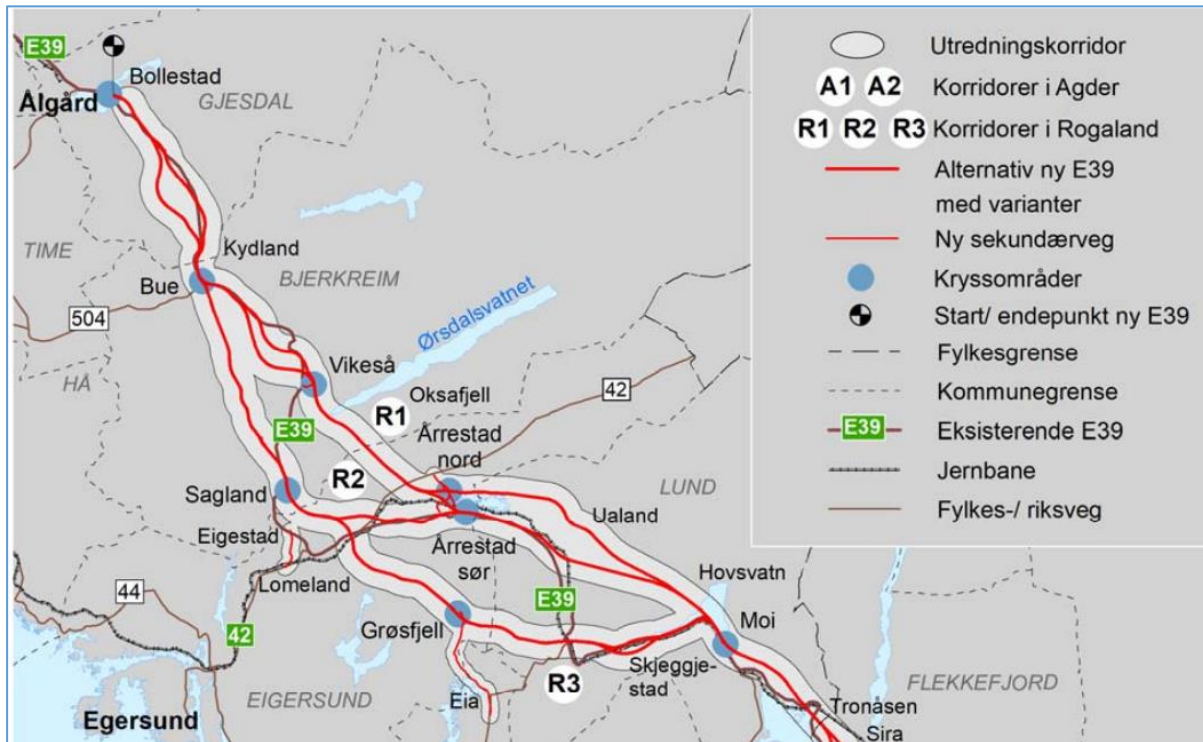 E39
Bollestad
Ålgård
GJESDAL
Kydland
TIME
BJERKREIM
Bue
504
Ørsdalsvatnet
HÅ
Vikeså
Oksafjell
42
R1
E39
Årrestad
nord
R2
LUND
Sagland
Ualand
Eigestad
Årrestad
sør
Lomeland
Hovsvatn
44
E39
Moi
42
Grøsfjell
Skjeggje-
stad
R3
EIGERSUND
Eia
FLEKKEFJORD
Tronåsen
Egersund
Sira
Utredningskorridor
A1 A2 Korridorer i Agder
R1 R2 R3 Korridorer i Rogaland
Alternativ ny E39
med varianter
Ny sekundærveg
Kryssområder
Start/ endepunkt ny E39
Fylkesgrense
Kommunegrense
E39 Eksisterende E39
Jernbane
Fylkes-/ riksveg